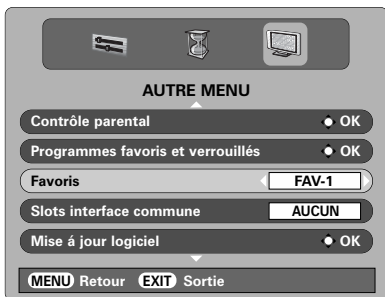 AUTRE MENU
Contrôle parental OK
Programmes favoris et verrouillés OK
Favoris FAV-1
Slots interface commune AUCUN
Mise á jour logiciel OK
MENU Retour EXIT Sortie